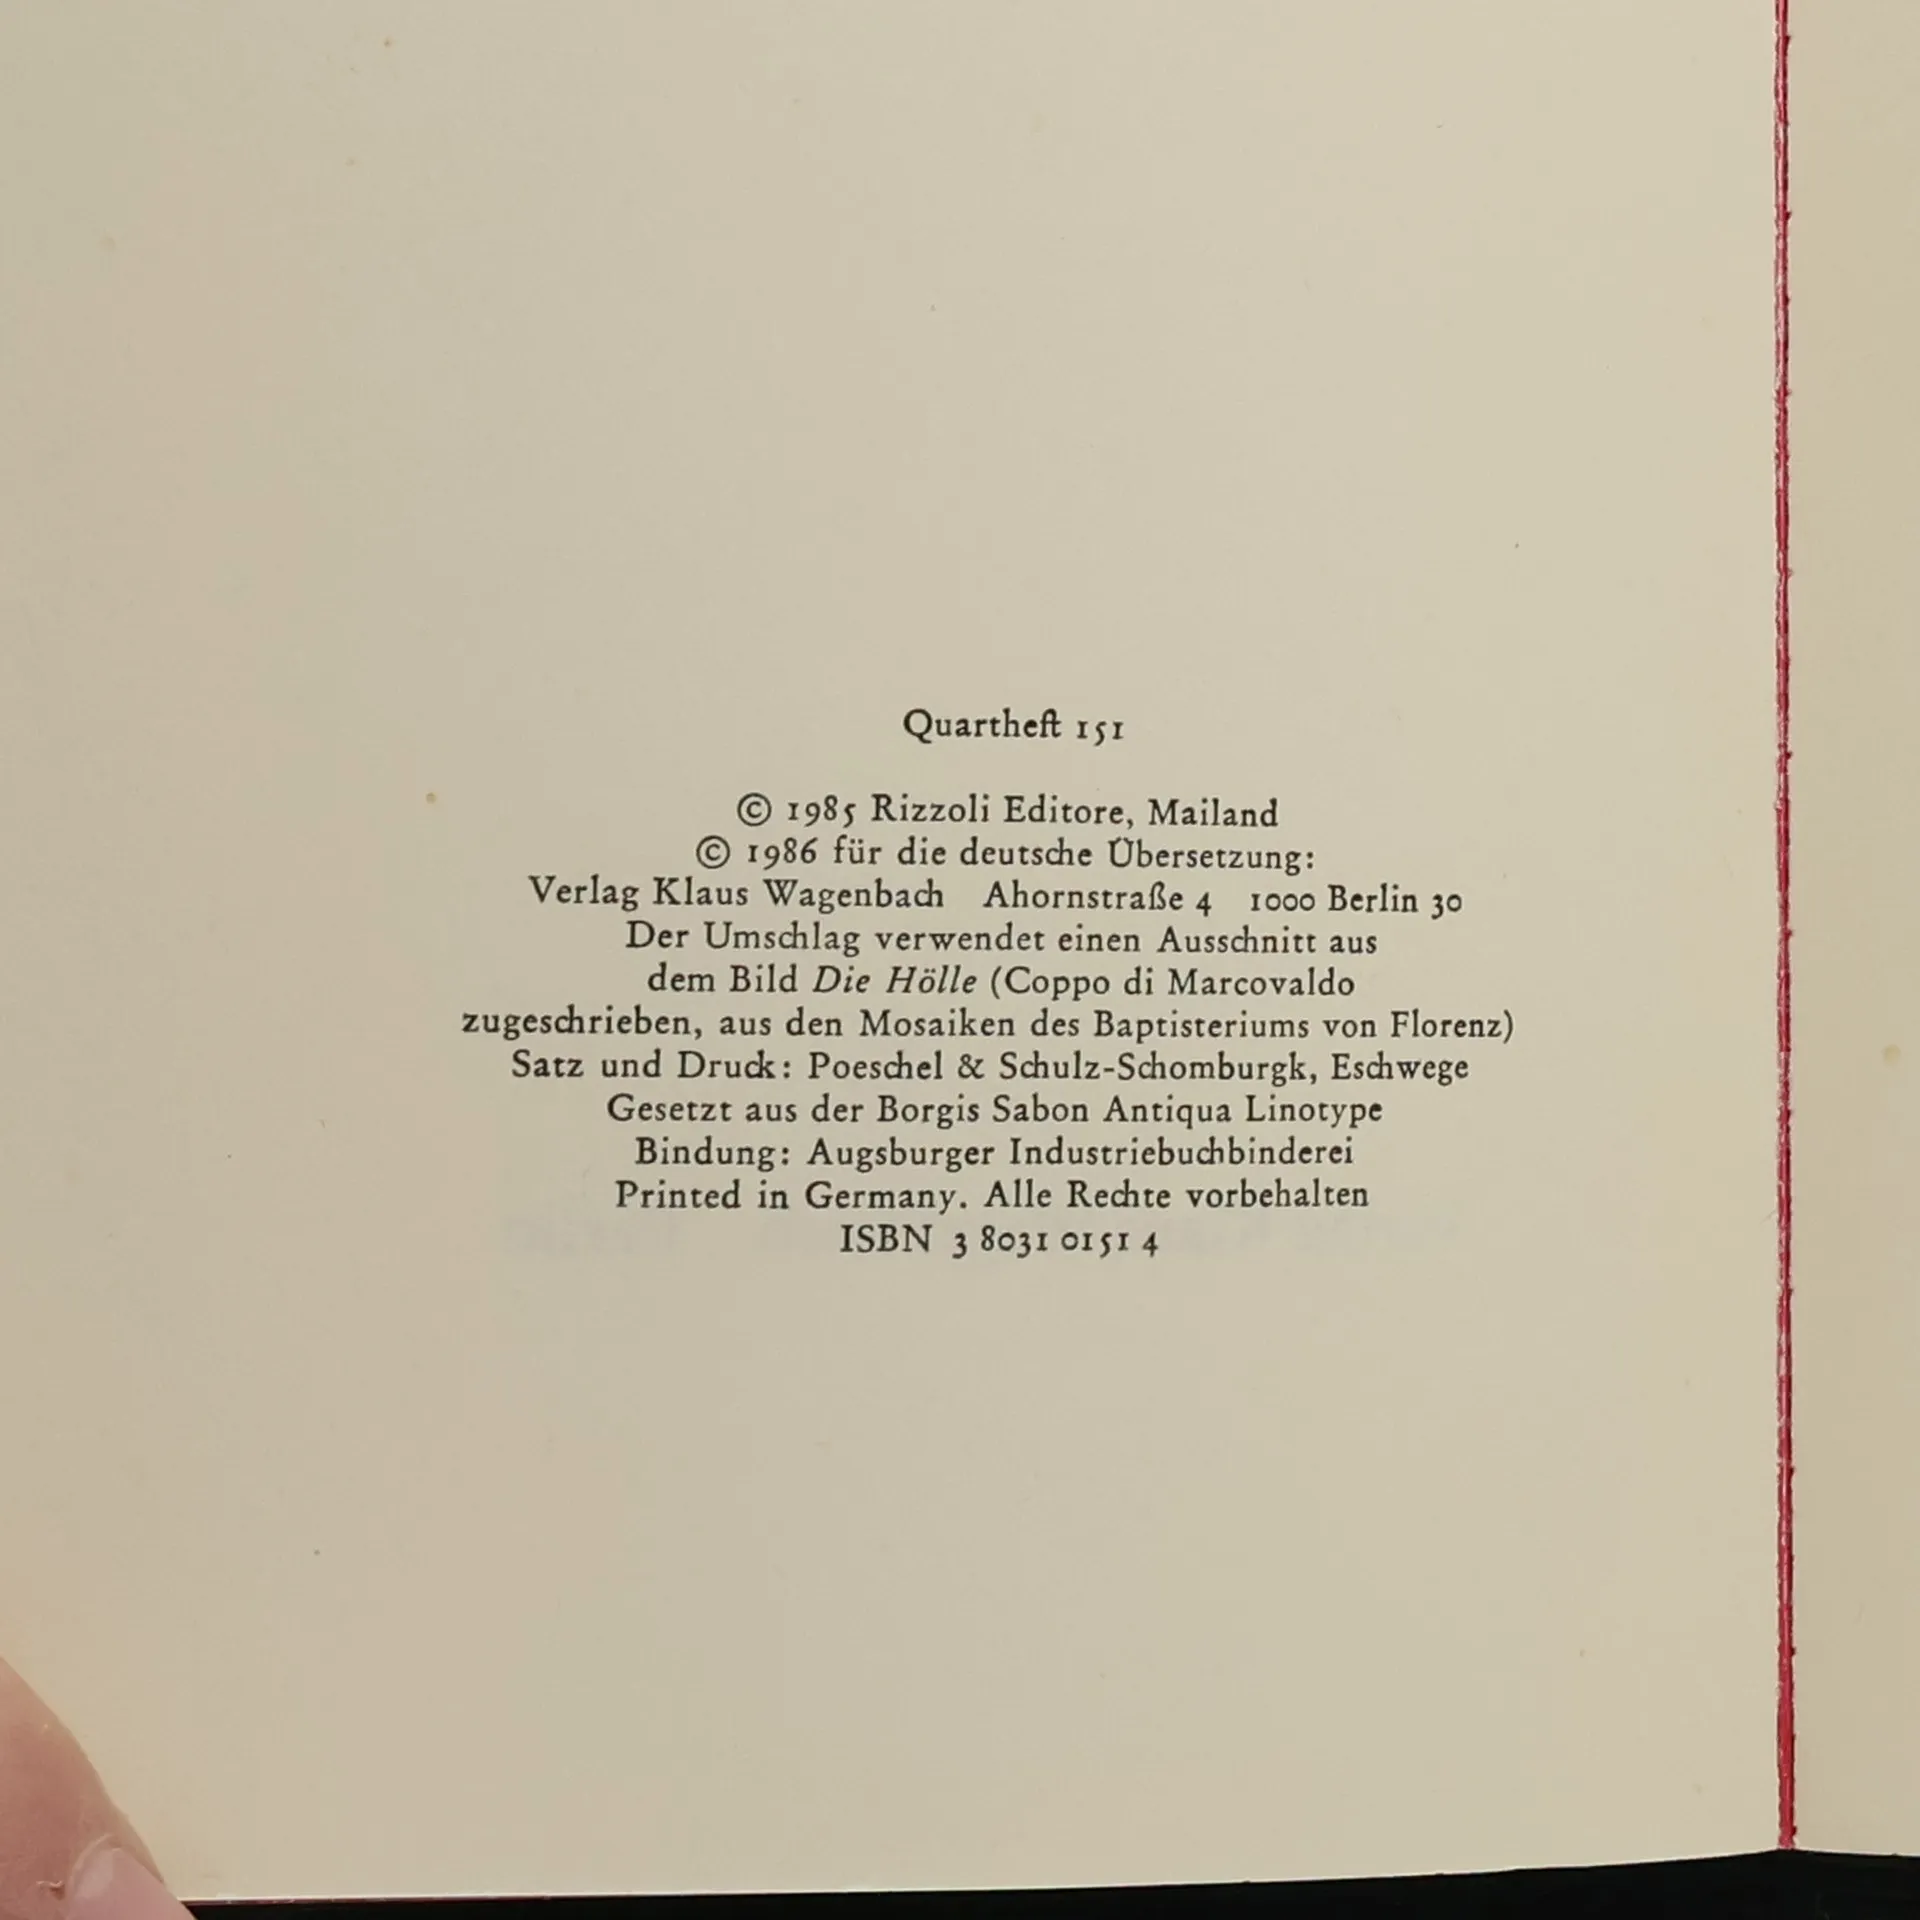 Quartheft 151
© 1985 Rizzoli Editore, Mailand
© 1986 für die deutsche Übersetzung:
Verlag Klaus Wagenbach Ahornstraße 4 1000 Berlin 30
Der Umschlag verwendet einen Ausschnitt aus
dem Bild Die Hölle (Coppo di Marcovaldo
zugeschrieben, aus den Mosaiken des Baptisteriums von Florenz)
Satz und Druck: Poeschel & Schulz-Schomburgk, Eschwege
Gesetzt aus der Borgis Sabon Antiqua Linotype
Bindung: Augsburger Industriebuchbinderei
Printed in Germany. Alle Rechte vorbehalten
ISBN 3 8031 0151 4